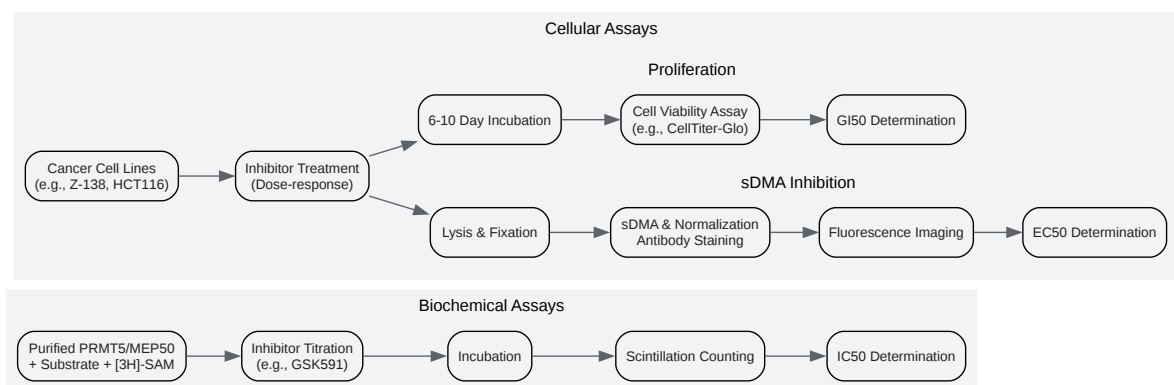 Cellular Assays
Proliferation
6-10 Day Incubation
Cell Viability Assay
(e.g., CellTiter-Glo)
GI50 Determination
Cancer Cell Lines
(e.g., Z-138, HCT116)
Inhibitor Treatment
(Dose-response)
sDMA Inhibition
Lysis & Fixation
sDMA & Normalization
Antibody Staining
Fluorescence Imaging
EC50 Determination
Biochemical Assays
Purified PRMT5/MEP50
+ Substrate + [3H]-SAM
Inhibitor Titration
(e.g., GSK591)
Incubation
Scintillation Counting
IC50 Determination